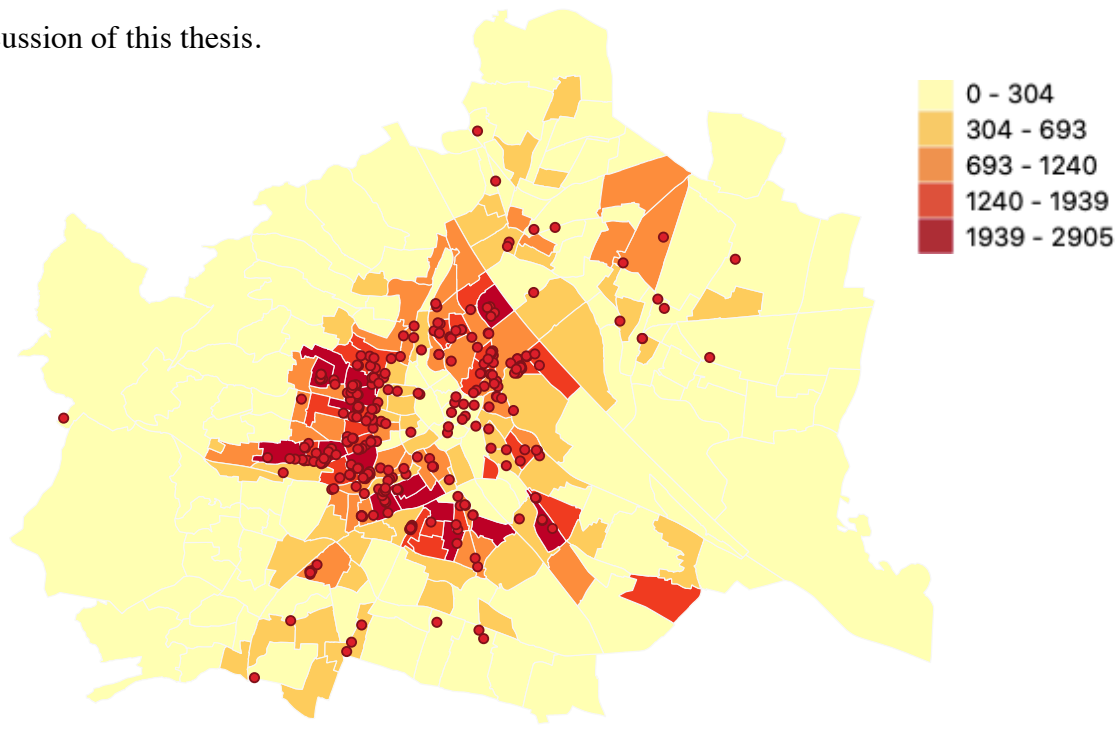 ussion of this thesis.
0 - 304
304 - 693
693 - 1240
1240 - 1939
1939 - 2905